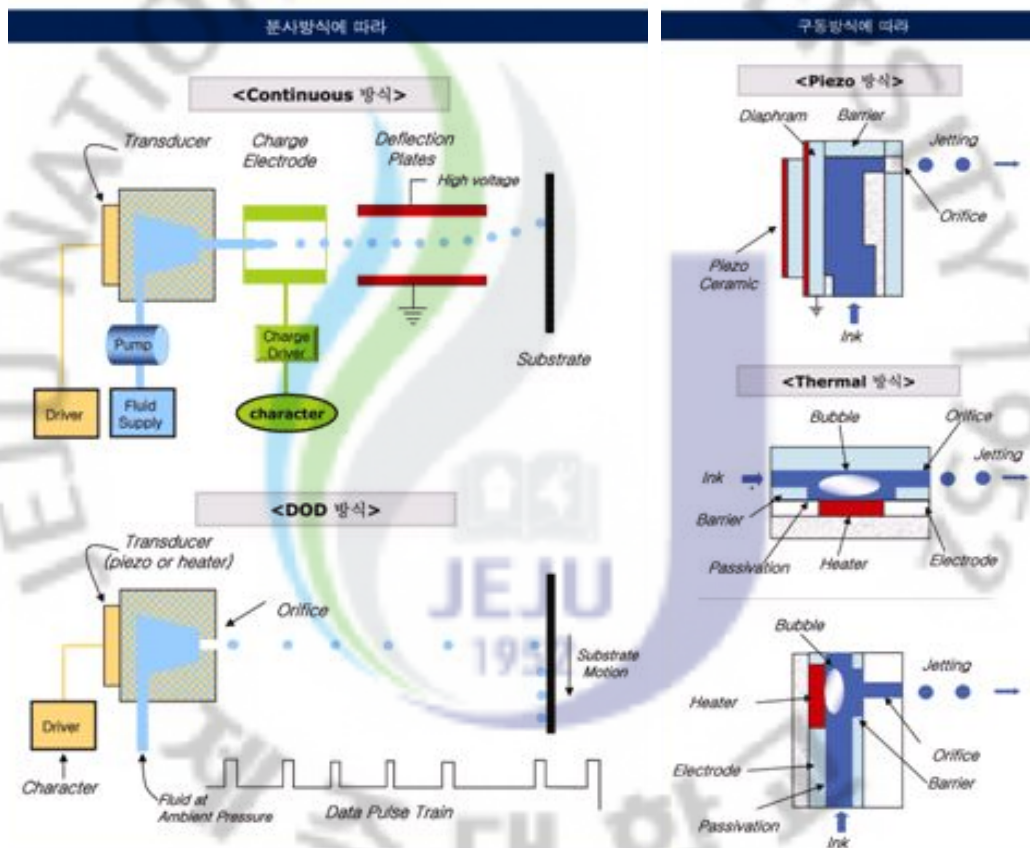 분사방식에 따라
<Continuous 방식>
Transducer
Charge
Electrode
Deflection
Plates
High voltage
Pump
Charge
Driver
Substrate
Driver
Fluid
Supply
character
<DOD 방식>
Transducer
(piezo or heater)
Orifice
Substrate
Motion
Driver
Character
Fluid at
Ambient Pressure
Data Pulse Train
구동방식에 따라
<Piezo 방식>
Diaphram
Barrier
Jetting
Orifice
Piezo
Ceramic
Ink
<Thermal 방식>
Bubble
Orifice
Jetting
Ink
Barrier
Passivation
Heater
Electrode
Bubble
Jetting
Heater
Orifice
Electrode
Barrier
Passivation
Ink
JEJU
1952